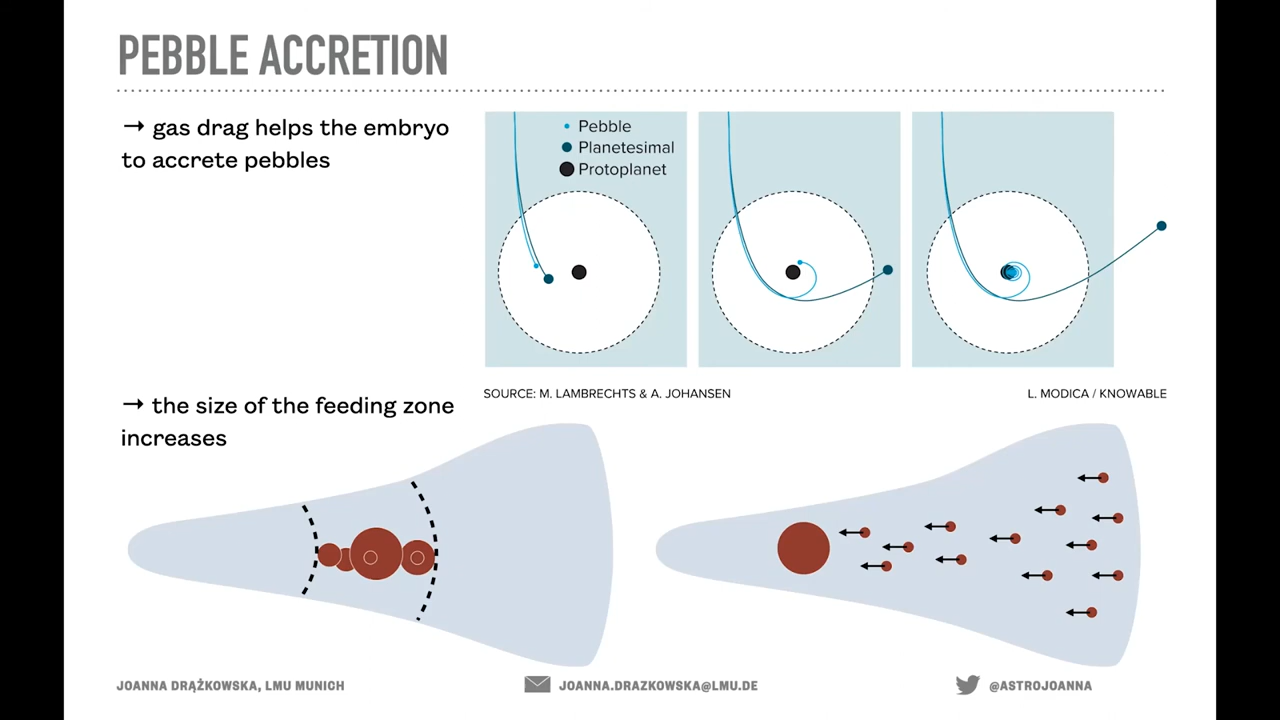 PEBBLE ACCRETION
→ gas drag helps the embryo
to accrete pebbles
Pebble
Planetesimal
Protoplanet
SOURCE: M. LAMBRECHTS & A. JOHANSEN
L. MODICA / KNOWABLE
→ the size of the feeding zone
increases
JOANNA DRĄŻKOWSKA, LMU MUNICH
JOANNA.DRAZKOWSKA@LMU.DE
@ASTROJOANNA